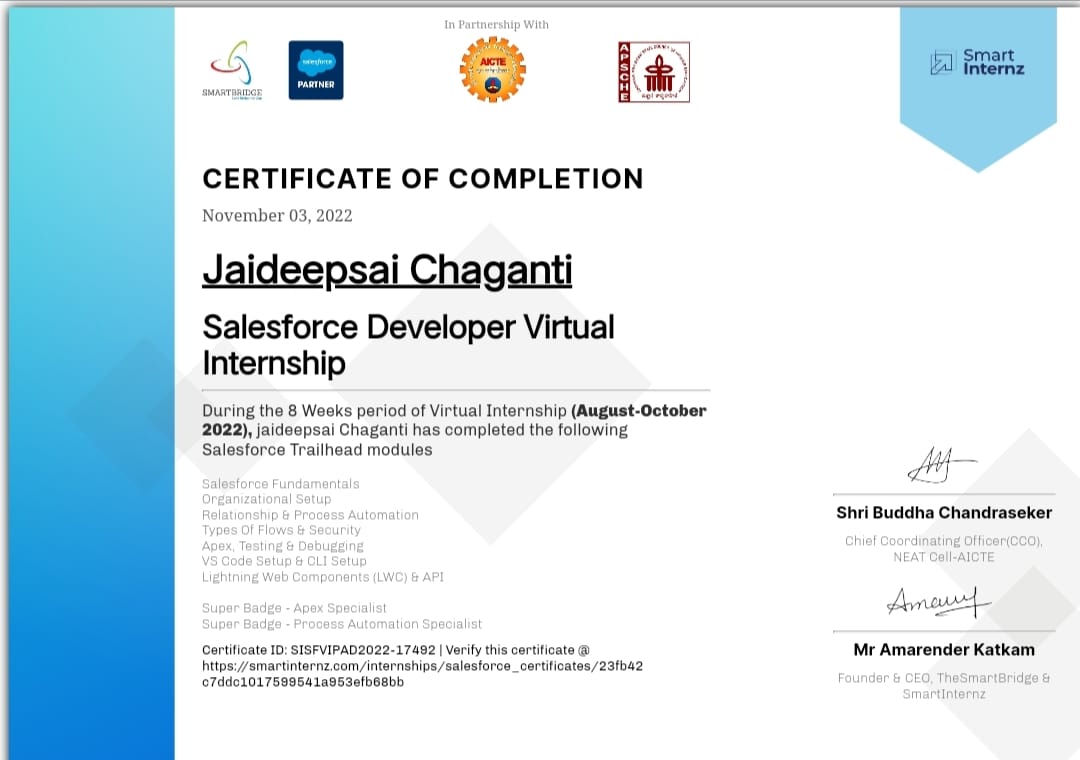 In Partnership With
SMARTBRIDGE
salesforce
PARTNER
AICTE
APSCHE
Smart
Internz
CERTIFICATE OF COMPLETION
November 03, 2022
Jaideepsai Chaganti
Salesforce Developer Virtual
Internship
During the 8 Weeks period of Virtual Internship (August-October
2022), jaideepsai Chaganti has completed the following
Salesforce Trailhead modules
Salesforce Fundamentals
Organizational Setup
Relationship & Process Automation
Types Of Flows & Security
Apex, Testing & Debugging
VS Code Setup & CLI Setup
Lightning Web Components (LWC) & API
Super Badge - Apex Specialist
Super Badge - Process Automation Specialist
Certificate ID: SISFVIPAD2022-17492 | Verify this certificate @
https://smartinternz.com/internships/salesforce_certificates/23fb42
c7ddc1017599541a953efb68bb
Shri Buddha Chandraseker
Chief Coordinating Officer(CCO),
NEAT Cell-AICTE
Mr Amarender Katkam
Founder & CEO, TheSmartBridge &
SmartInternz